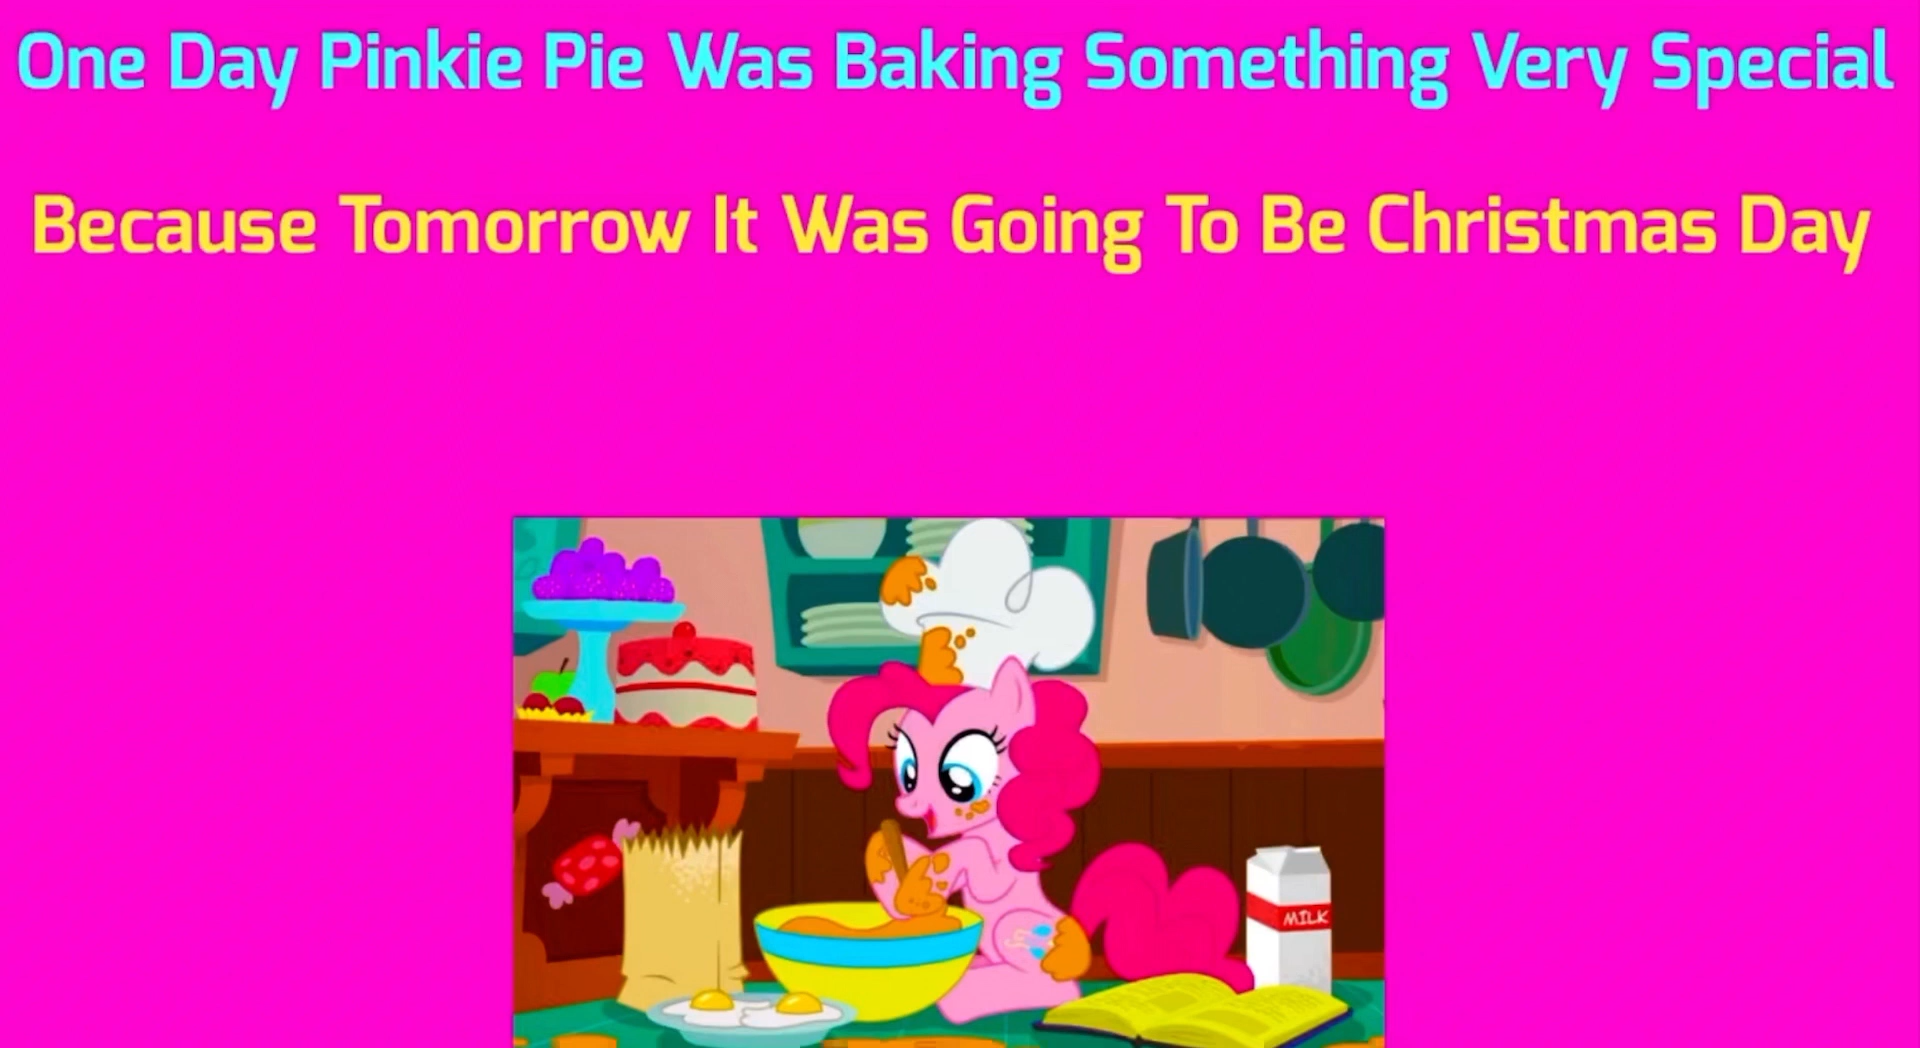 One Day Pinkie Pie Was Baking Something Very Special
Because Tomorrow It Was Going To Be Christmas Day
MILK